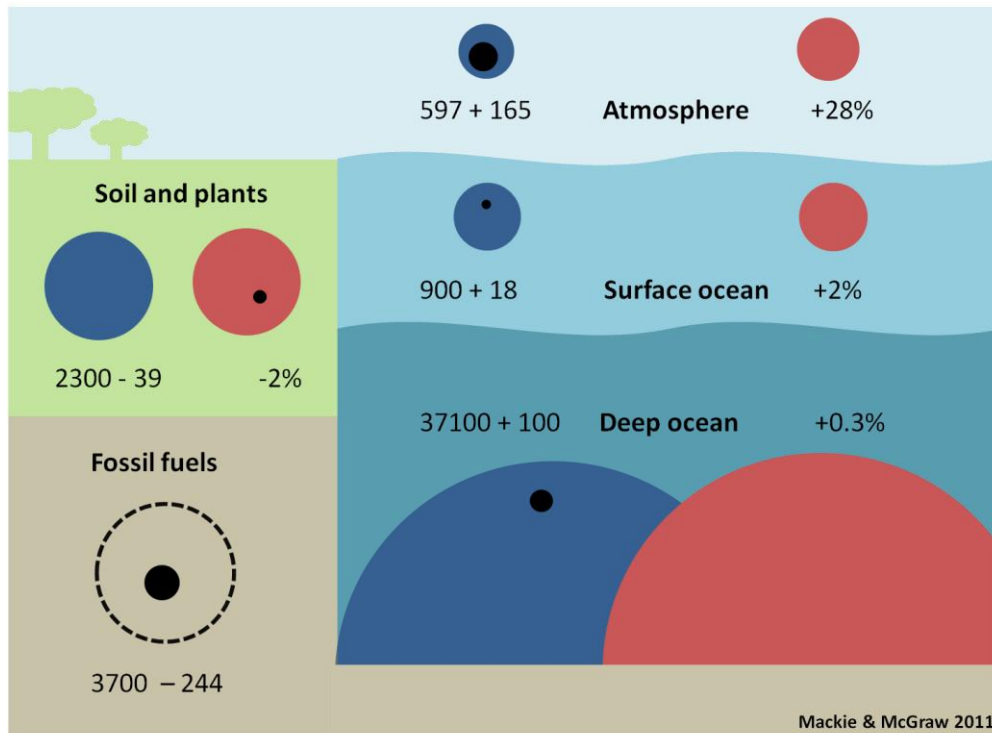 597 + 165 Atmosphere +28%
Soil and plants
900 + 18 Surface ocean +2%
2300 - 39 -2%
37100 + 100 Deep ocean +0.3%
Fossil fuels
3700 – 244
Mackie & McGraw 2011